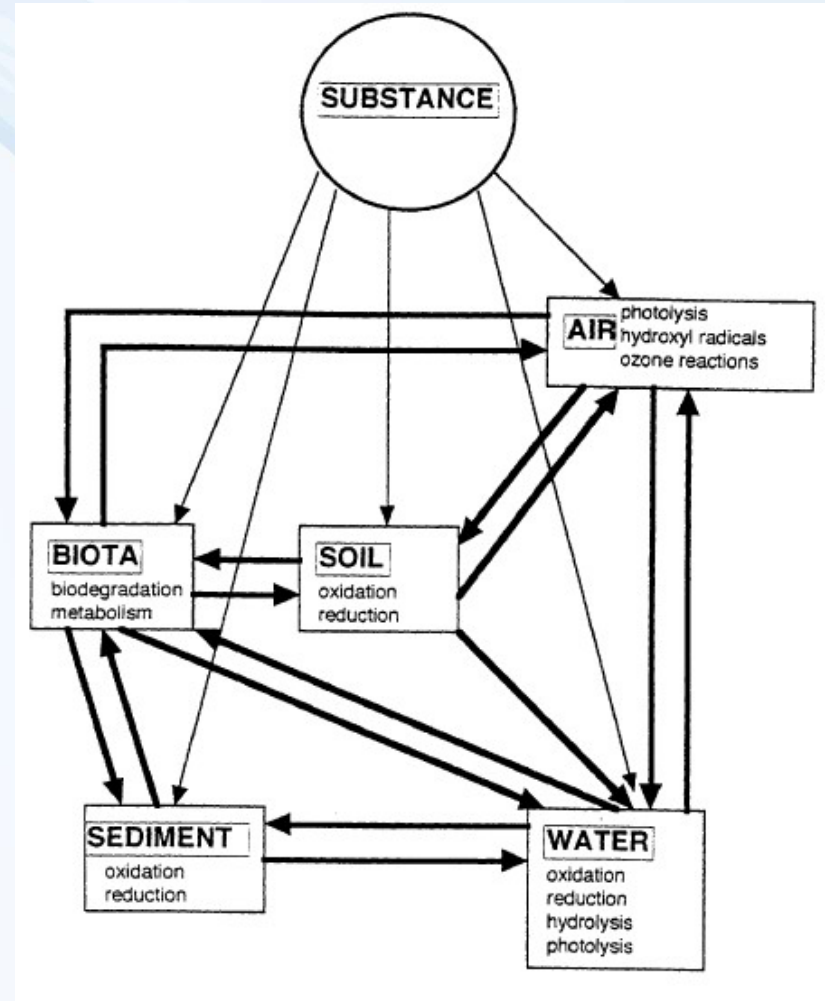 SUBSTANCE
AIR
photolysis
hydroxyl radicals
ozone reactions
BIOTA
biodegradation
metabolism
SOIL
oxidation
reduction
SEDIMENT
oxidation
reduction
WATER
oxidation
reduction
hydrolysis
photolysis